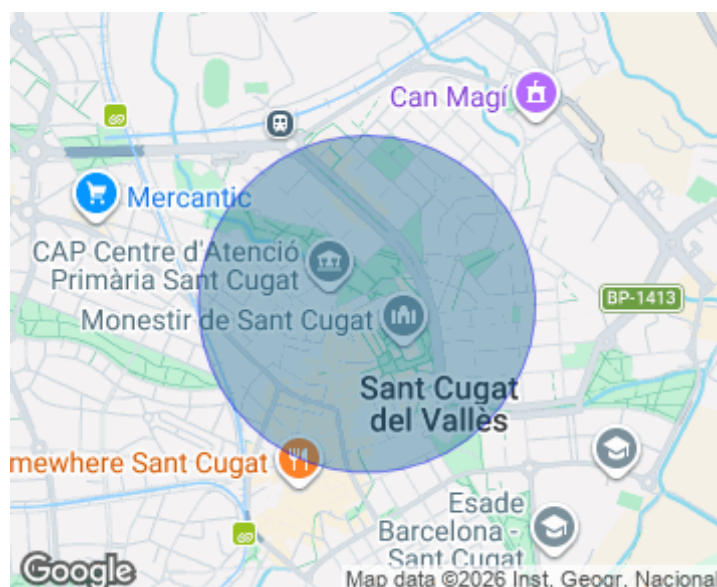 Can Magí
Mercantic
CAP Centre d'Atenció
Primària Sant Cugat
BP-1413
Monestir de Sant Cugat
Sant Cugat
del Vallès
mewhere Sant Cugat
Esade
Barcelona -
Sant Cugat
Google
Map data ©2026 Inst. Geogr. Nacional